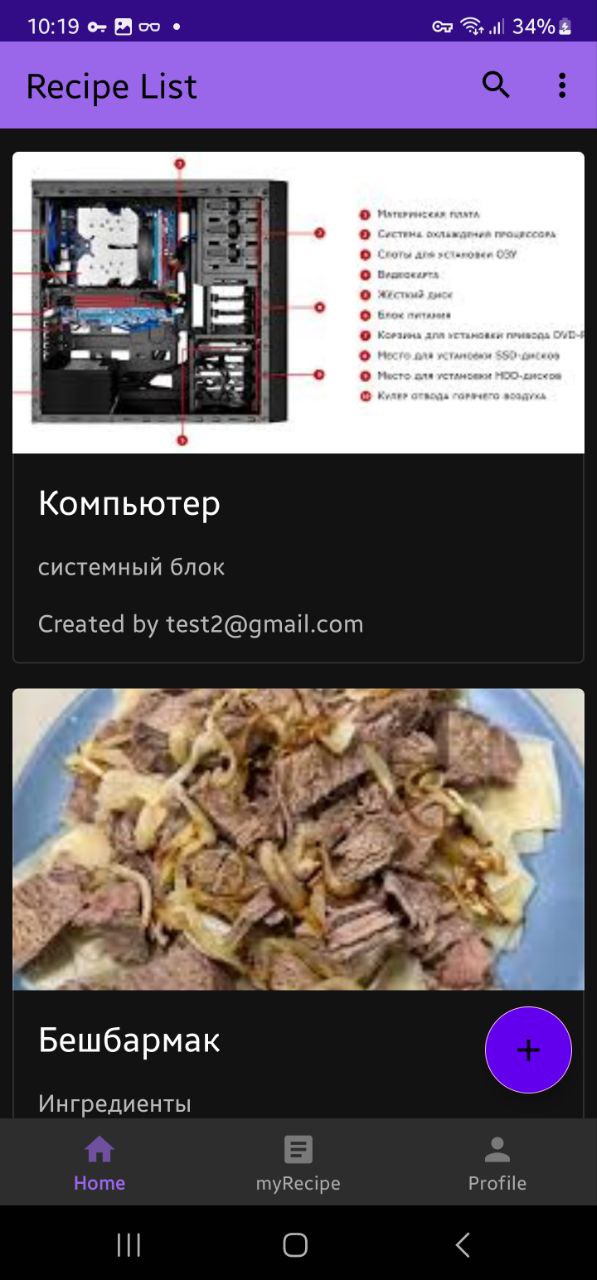 10:19
34%
Recipe List
1 Материнская плата
2 Система охлаждения процессора
3 Слоты для установки ОЗУ
4 Видеокарта
5 Жёсткий диск
6 Блок питания
7 Корзина для установки привода DVD-
8 Место для установки SSD-дисков
9 Место для установки HDD-дисков
10 Кулер отвода горячего воздуха
Компьютер
системный блок
Created by test2@gmail.com
Бешбармак
Ингредиенты
Home
myRecipe
Profile